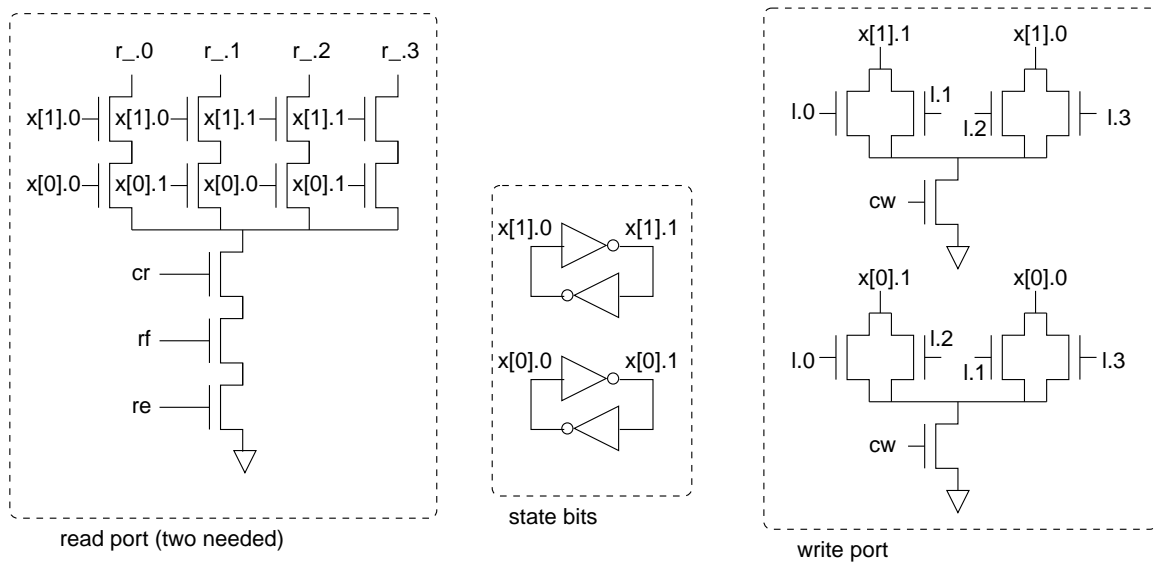 r_.0 r_.1 r_.2 r_.3
x[1].0 x[1].0 x[1].1 x[1].1
x[0].0 x[0].1 x[0].0 x[0].1
cr
rf
re
read port (two needed)
x[1].0 x[1].1
x[0].0 x[0].1
state bits
x[1].1 x[1].0
l.0 l.1 l.2 l.3
cw
x[0].1 x[0].0
l.0 l.2 l.1 l.3
cw
write port